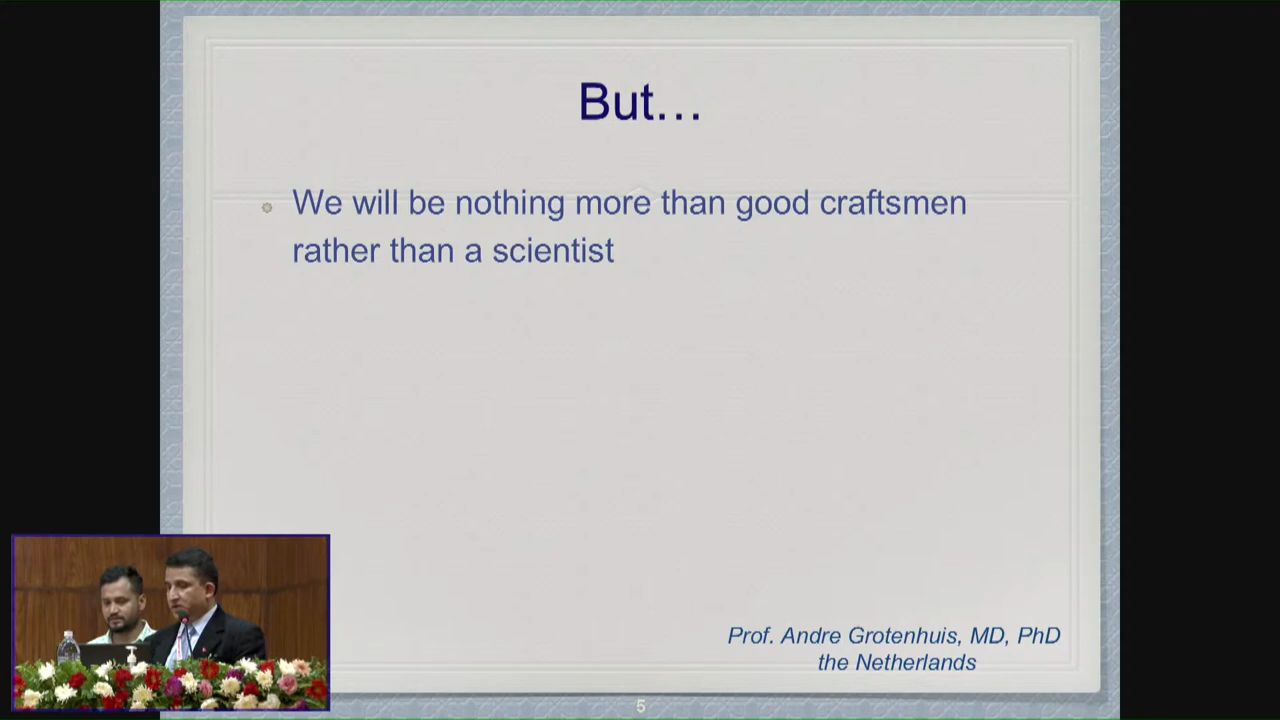 But…
We will be nothing more than good craftsmen
rather than a scientist
Prof. Andre Grotenhuis, MD, PhD
the Netherlands
5